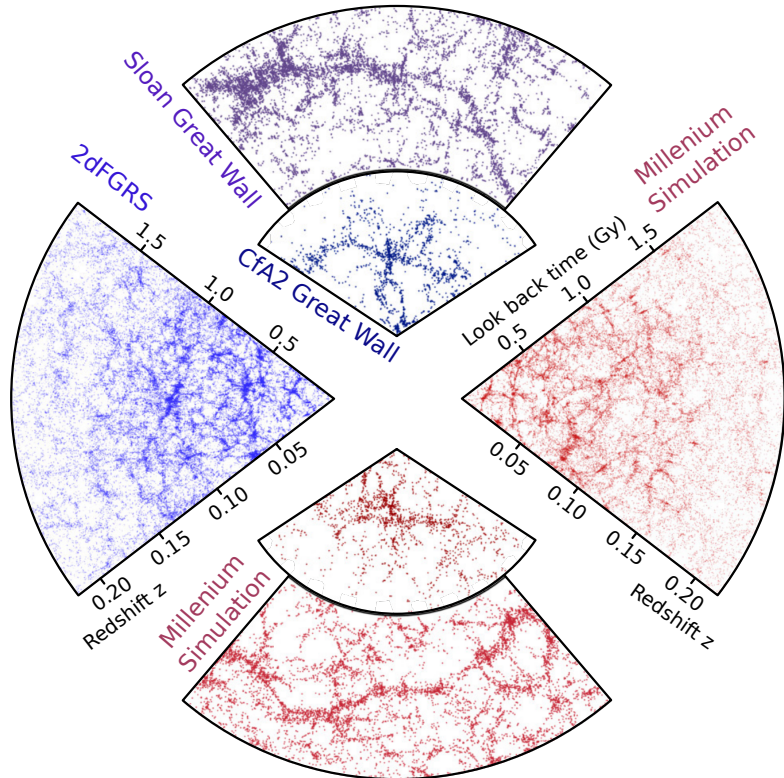 Sloan Great Wall
2dFGRS
Millenium
Simulation
1.5
1.0
0.5
CfA2 Great Wall
Look back time (Gy)
0.5
1.0
1.5
0.05
0.10
0.15
0.20
Redshift z
0.05
0.10
0.15
0.20
Redshift z
Millenium
Simulation